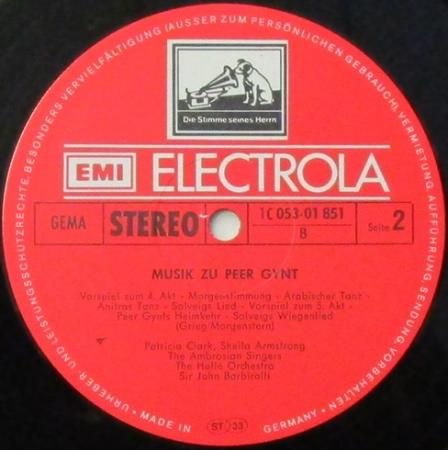 URHEBER- UND LEISTUNGSSCHUTZRECHTE, BESONDERS VERVIELFÄLTIGUNG (AUSSER ZUM PERSÖNLICHEN GEBRAUCH), VERMIETUNG, SENDUNG, VORBEHALTEN •
Die Stimme seines Herrn
EMI ELECTROLA
GEMA STEREO 1C 053-01 851 B Seite 2
MUSIK ZU PEER GYNT
Vorspiel zum 4. Akt - Morgenstimmung - Arabischer Tanz -
Anitras Tanz - Solveigs Lied - Vorspiel zum 5. Akt -
Peer Gynts Heimkehr - Solveigs Wiegenlied
(Grieg-Morgenstern)
Patricia Clark, Sheila Armstrong
The Ambrosian Singers
The Halle Orchestra
Sir John Barbirolli
MADE IN GERMANY
ST 33